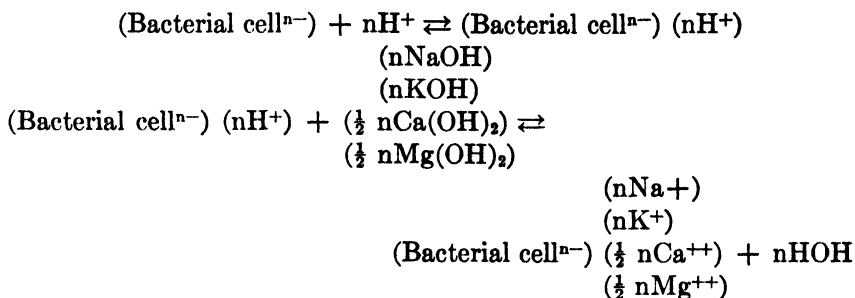 (Bacterial cellⁿ⁻) + nH⁺ ⇄ (Bacterial cellⁿ⁻) (nH⁺)
(nNaOH)
(nKOH)
(Bacterial cellⁿ⁻) (nH⁺) + (½ nCa(OH)₂) ⇄
(½ nMg(OH)₂)
(nNa+)
(nK⁺)
(Bacterial cellⁿ⁻) (½ nCa⁺⁺) + nHOH
(½ nMg⁺⁺)